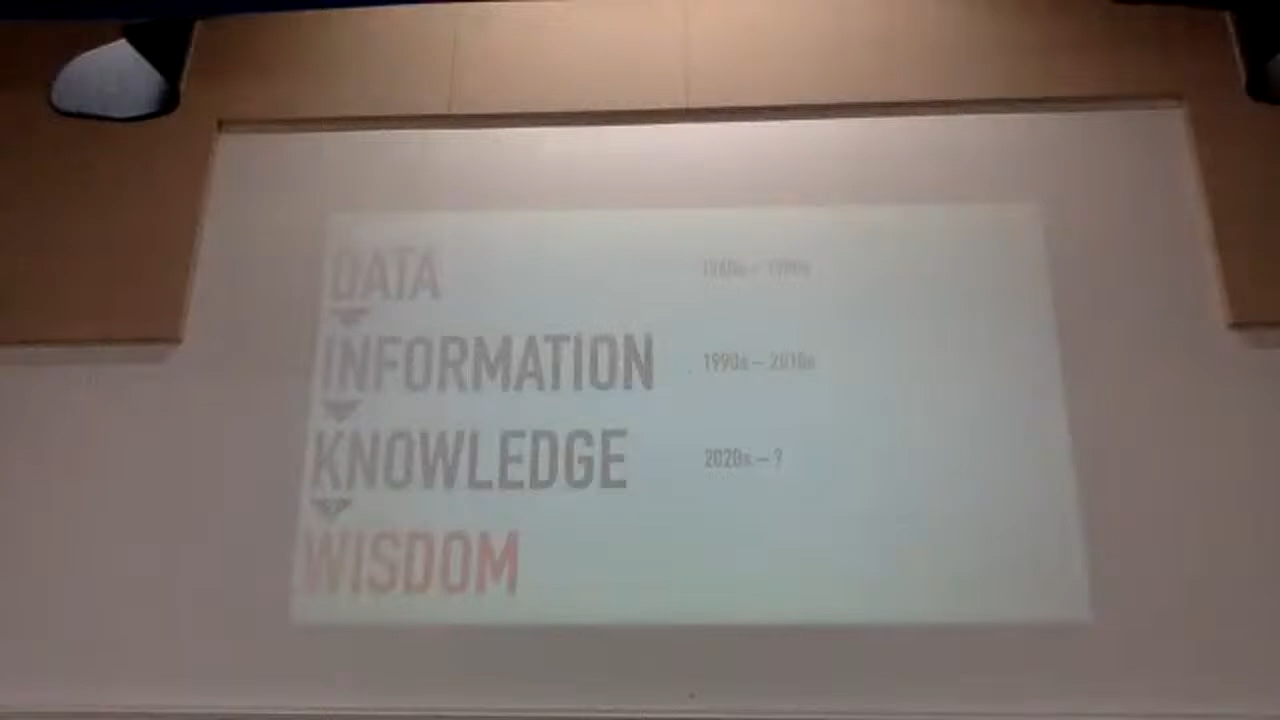 DATA
INFORMATION 1990s – 2010s
KNOWLEDGE 2020s – ?
WISDOM